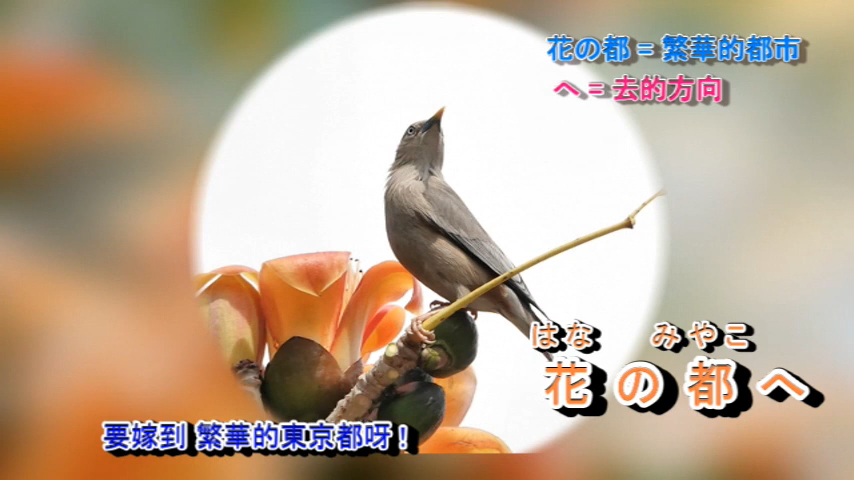 花の都 = 繁華的都市
へ = 去的方向
はな みやこ
花の都へ
要嫁到 繁華的東京都呀！